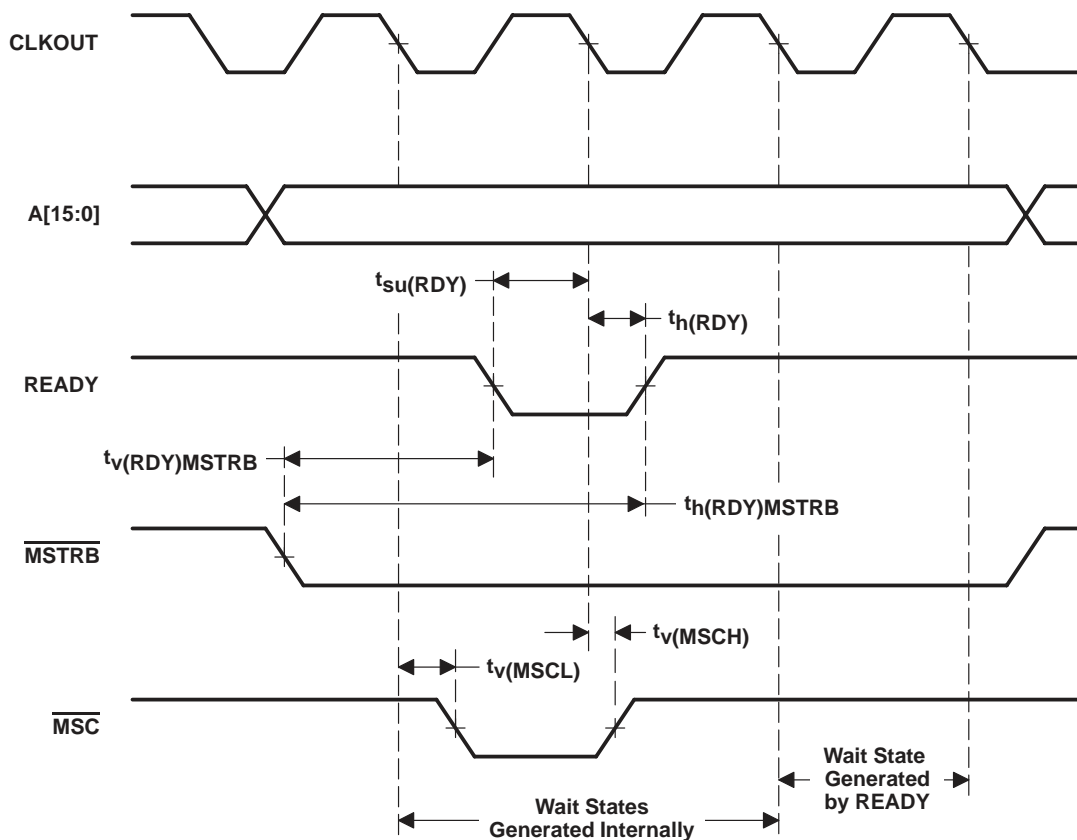 CLKOUT
A[15:0]
tsu(RDY)
th(RDY)
READY
tv(RDY)MSTRB
th(RDY)MSTRB
MSTRB
tv(MSCH)
tv(MSCL)
MSC
Wait State
Generated
by READY
Wait States
Generated Internally